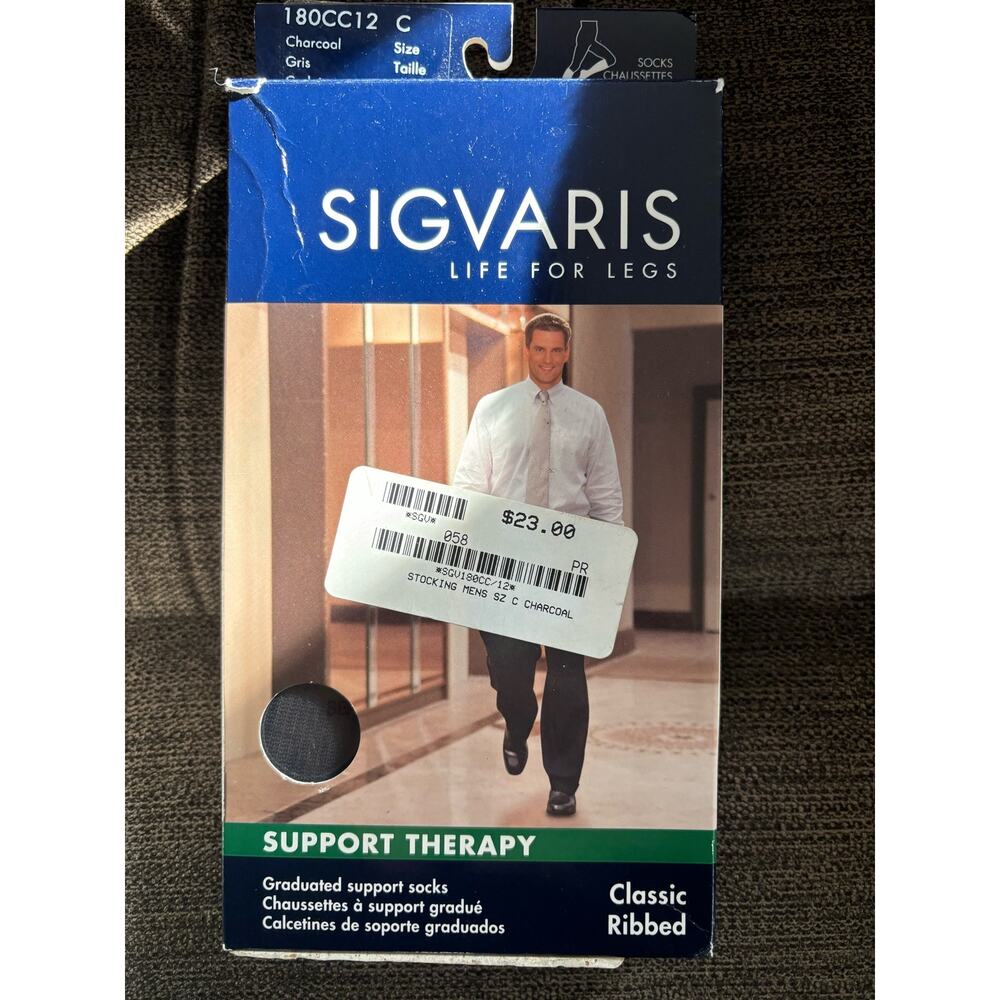 180CC12 C
Charcoal Size
Gris Taille
SOCKS
CHAUSSETTES
SIGVARIS
LIFE FOR LEGS
$23.00
*SGV*
058
PR
*SGV180CC/12*
STOCKING MENS SZ C CHARCOAL
SUPPORT THERAPY
Graduated support socks
Chaussettes à support gradué
Calcetines de soporte graduados
Classic
Ribbed